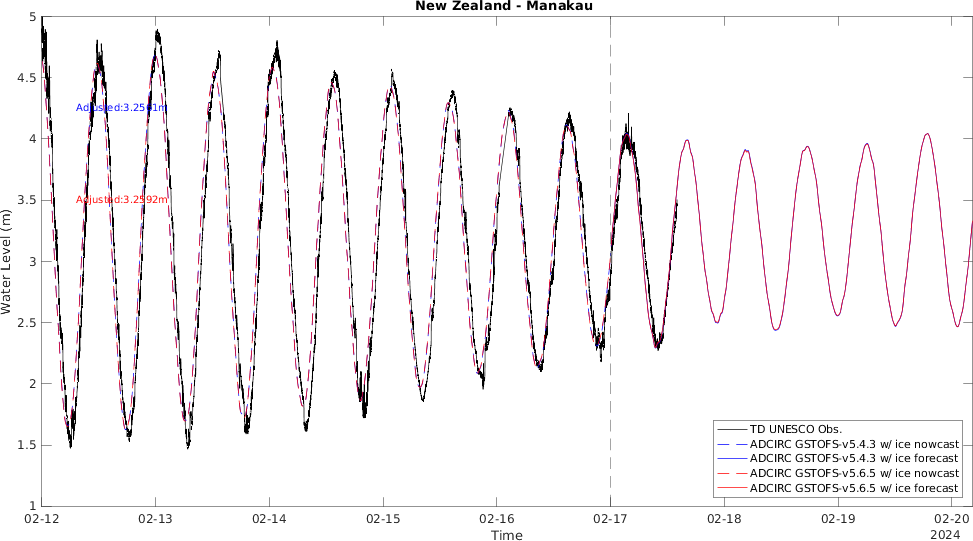 New Zealand - Manakau
5
4.5
4
3.5
3
2.5
2
1.5
1
Water Level (m)
Adjusted:3.2561m
Adjusted:3.2592m
TD UNESCO Obs.
ADCIRC GSTOFS-v5.4.3 w/ ice nowcast
ADCIRC GSTOFS-v5.4.3 w/ ice forecast
ADCIRC GSTOFS-v5.6.5 w/ ice nowcast
ADCIRC GSTOFS-v5.6.5 w/ ice forecast
02-12 02-13 02-14 02-15 02-16 02-17 02-18 02-19 02-20
Time
2024